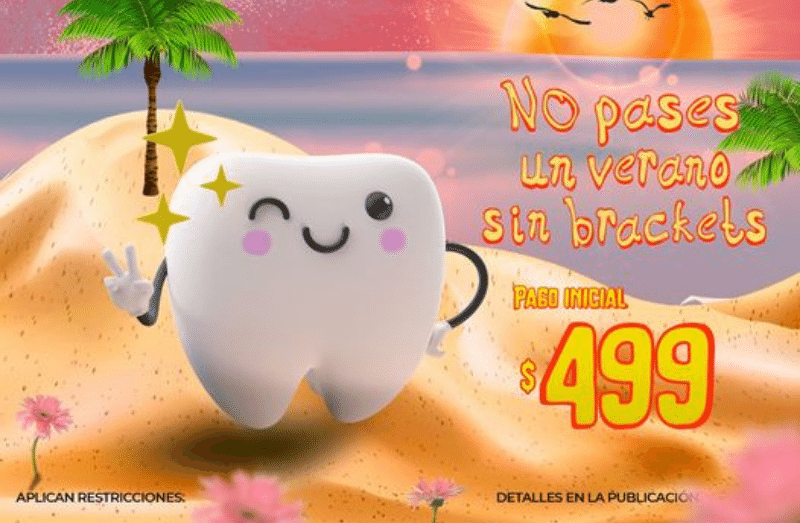 No pases
un verano
sin brackets
PAGO INICIAL
$499
APLICAN RESTRICCIONES.
DETALLES EN LA PUBLICACIÓN